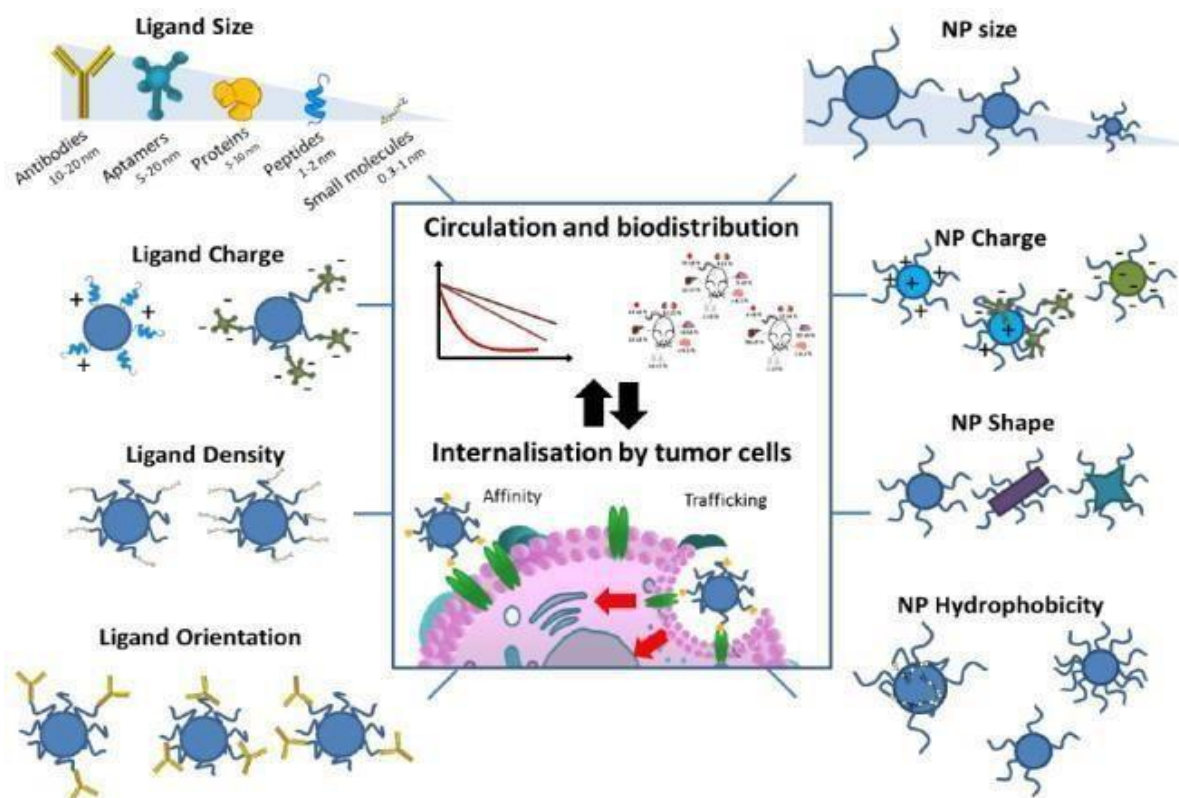 Ligand Size
Antibodies
10-20 nm
Aptamers
5-20 nm
Proteins
5-10 nm
Peptides
1-2 nm
Small molecules
0.3-1 nm
NP size
Ligand Charge
+
+
+
-
-
-
-
-
-
-
-
Circulation and biodistribution
NP Charge
+
+
+
+
+
-
-
-
-
-
Ligand Density
Internalisation by tumor cells
Affinity
Trafficking
NP Shape
Ligand Orientation
NP Hydrophobicity